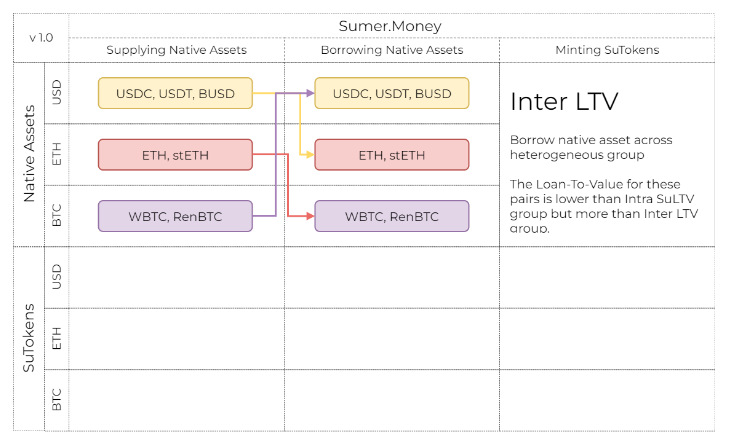 Sumer.Money
v 1.0
Supplying Native Assets
Borrowing Native Assets
Minting SuTokens
Native Assets
USD
USDC, USDT, BUSD
USDC, USDT, BUSD
ETH
ETH, stETH
ETH, stETH
BTC
WBTC, RenBTC
WBTC, RenBTC
Inter LTV
Borrow native asset across
heterogeneous group
The Loan-To-Value for these
pairs is lower than Intra SuLTV
group but more than Inter LTV
group.
SuTokens
USD
ETH
BTC